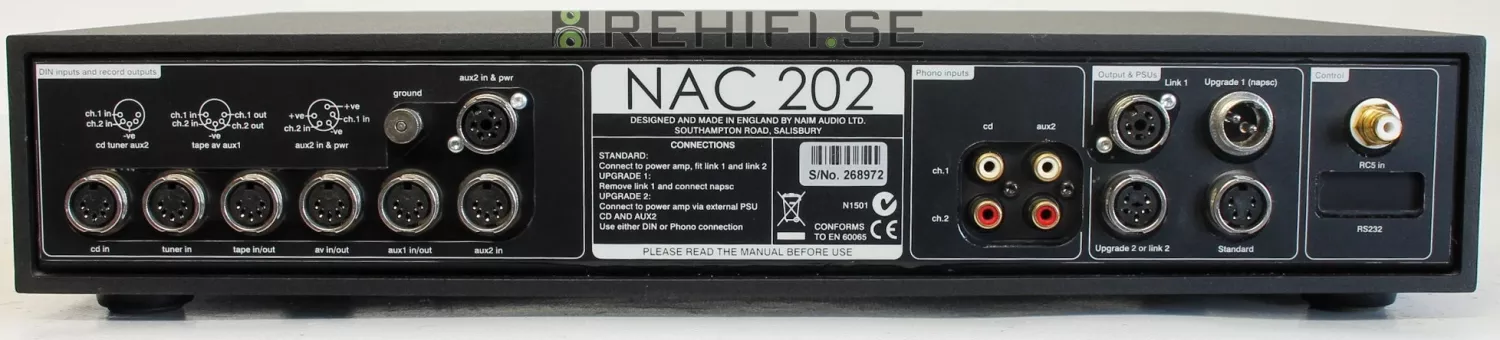 REHIFI.SE
DIN inputs and record outputs
aux2 in & pwr
ground
ch.1 in
ch.2 in
-ve
cd tuner aux2
ch.1 in
ch.2 in
ch.1 out
ch.2 out
-ve
tape av aux1
+ve
+ve
ch.1 in
ch.2 in
-ve
aux2 in & pwr
cd in
tuner in
tape in/out
av in/out
aux1 in/out
aux2 in
NAC 202
DESIGNED AND MADE IN ENGLAND BY NAIM AUDIO LTD.
SOUTHAMPTON ROAD, SALISBURY
CONNECTIONS
STANDARD:
Connect to power amp, fit link 1 and link 2
UPGRADE 1:
Remove link 1 and connect napsc
UPGRADE 2:
Connect to power amp via external PSU
CD AND AUX2
Use either DIN or Phono connection
S/No. 268972
N1501
CONFORMS
TO EN 60065
CE
PLEASE READ THE MANUAL BEFORE USE
Phono inputs
cd
aux2
ch.1
ch.2
Output & PSUs
Link 1
Upgrade 1 (napsc)
Upgrade 2 or link 2
Standard
Control
RC5 in
RS232